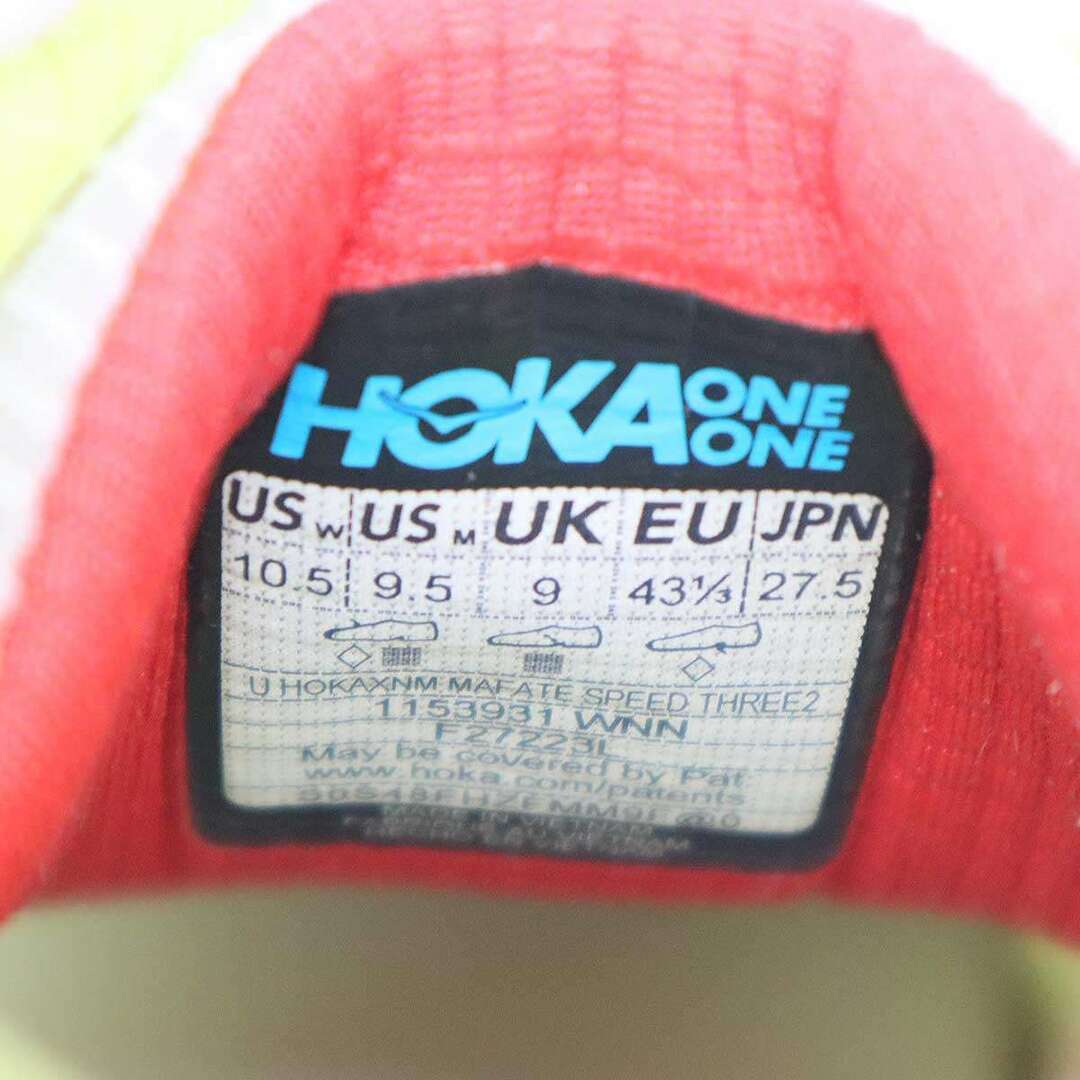 HOKA ONE ONE
US W US M UK EU JPN
10.5 9.5 9 43⅓ 27.5
U HOKAXNM MAFATE SPEED THREE2
1153931 WNN
F27223L
May be covered by Pat
www.hoka.com/patents